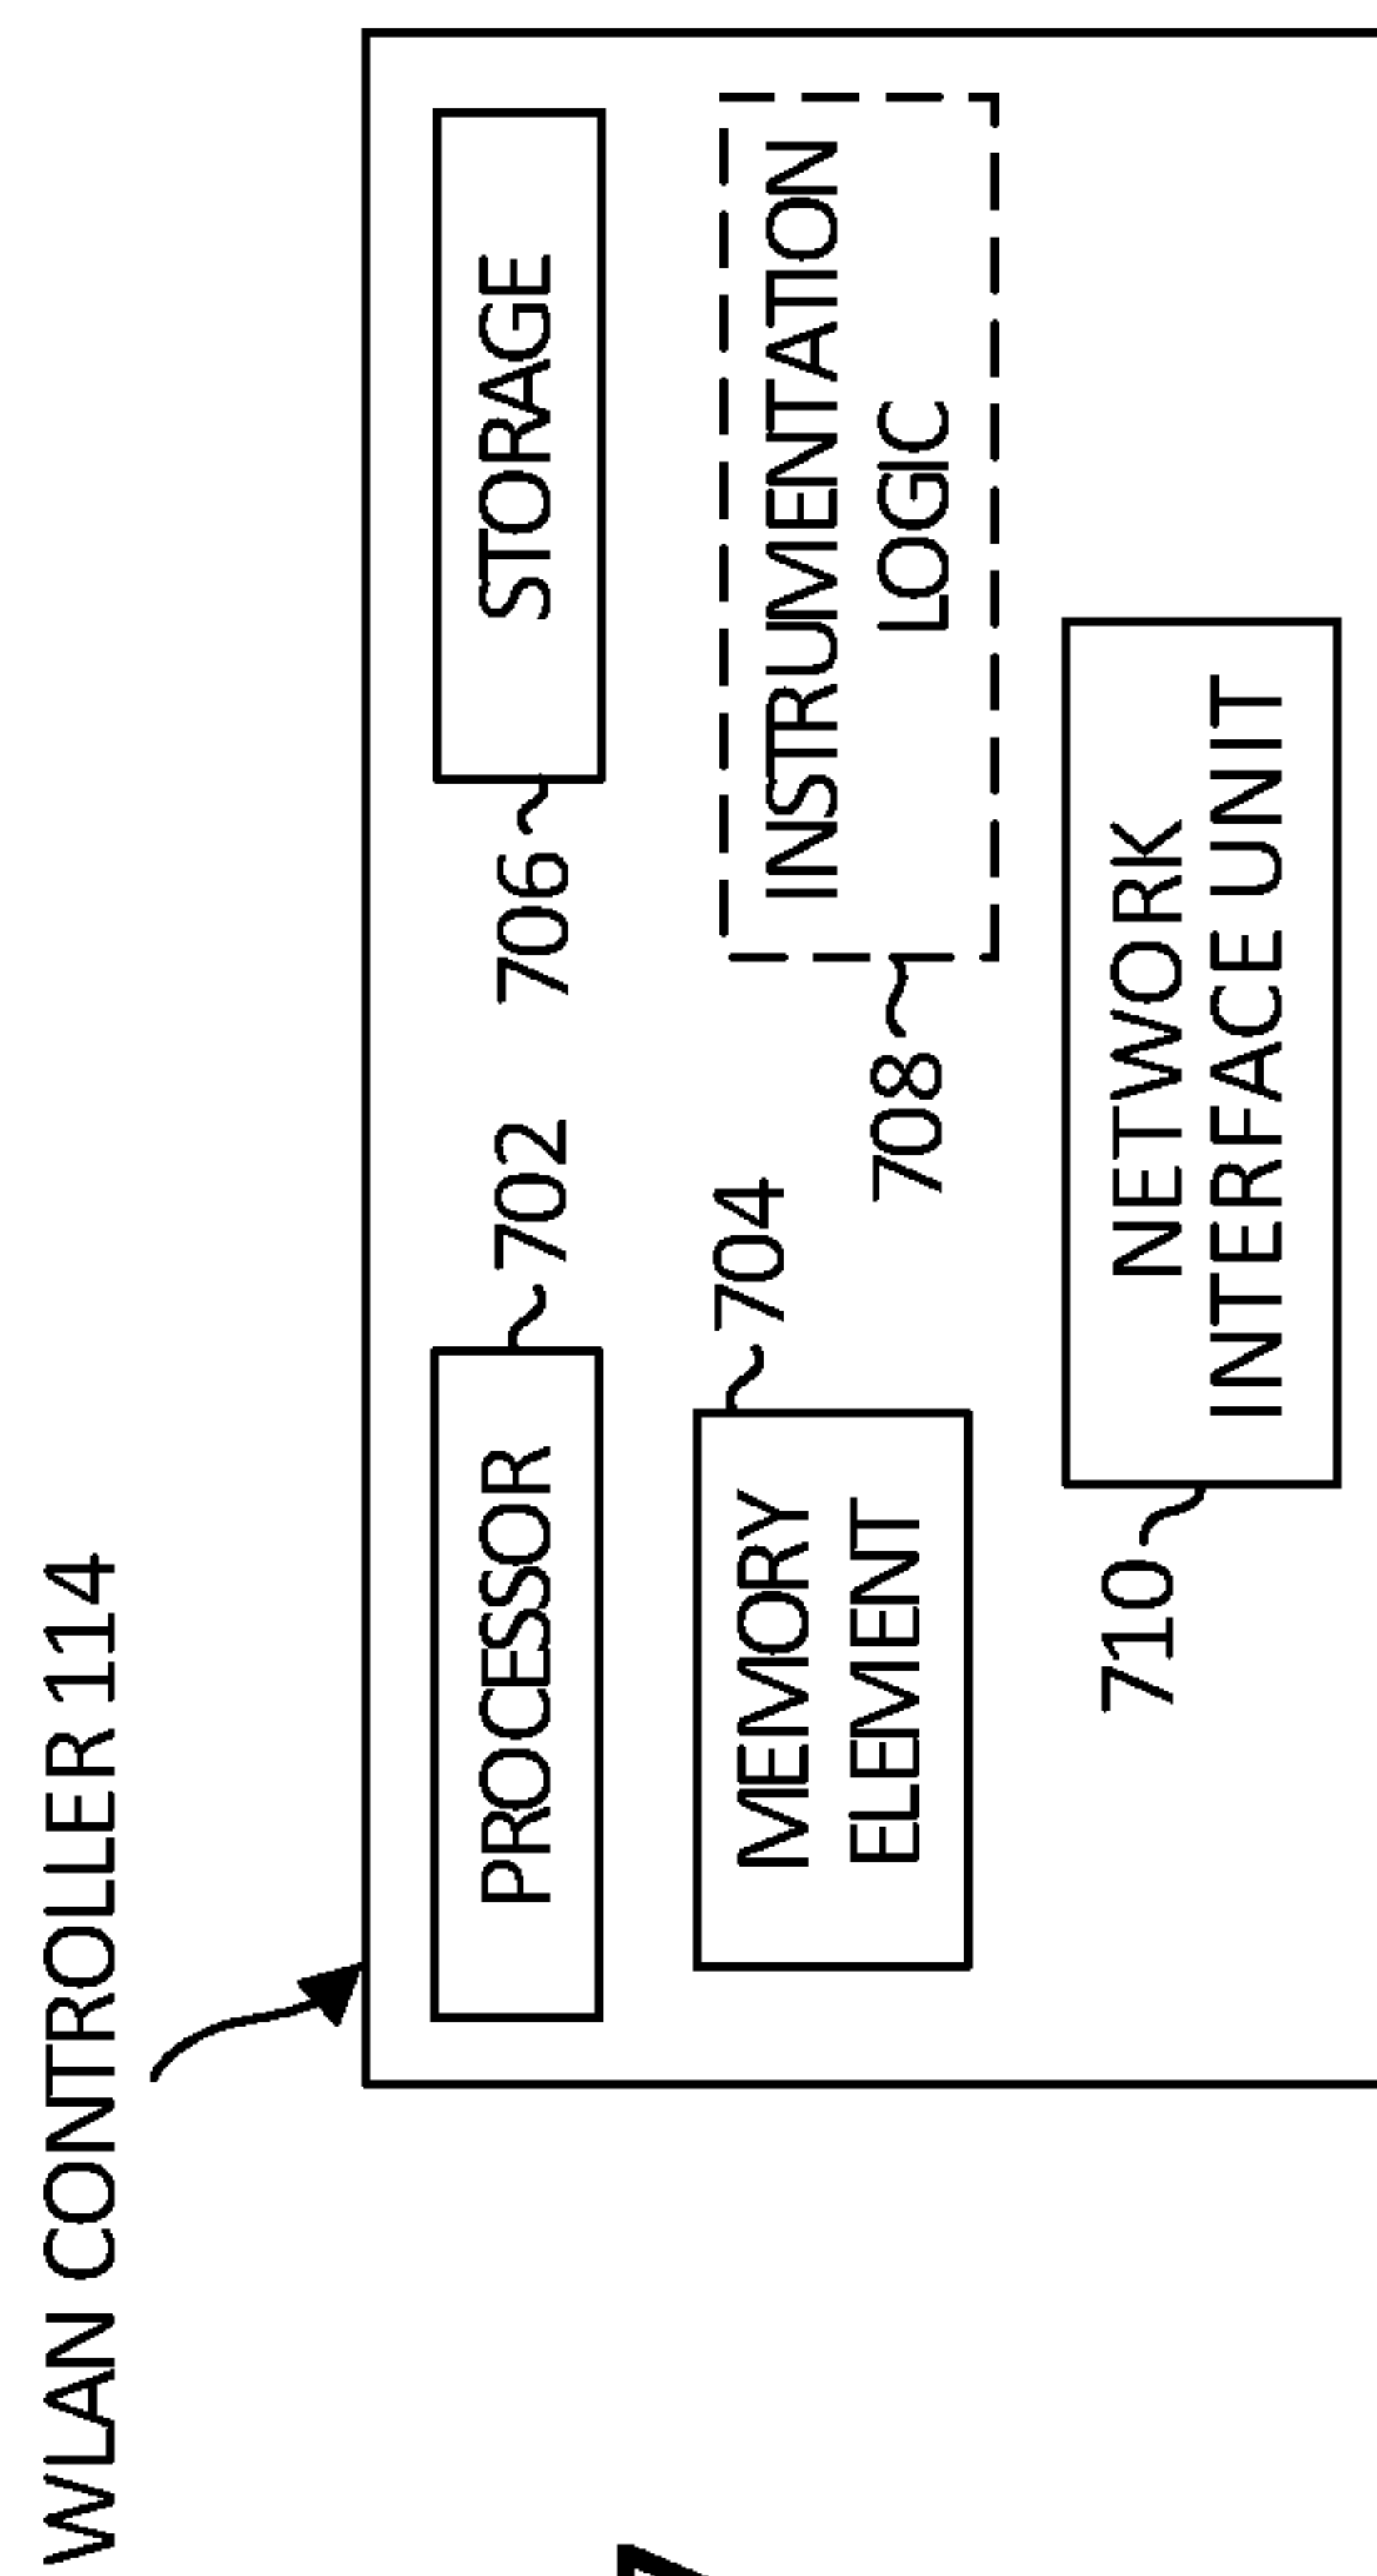 WLAN CONTROLLER 114
PROCESSOR
702
706
STORAGE
MEMORY
ELEMENT
704
708
INSTRUMENTATION
LOGIC
710
NETWORK
INTERFACE UNIT